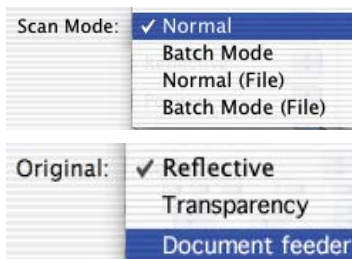 Scan Mode: ✓ Normal
Batch Mode
Normal (File)
Batch Mode (File)
Original: ✓ Reflective
Transparency
Document feeder